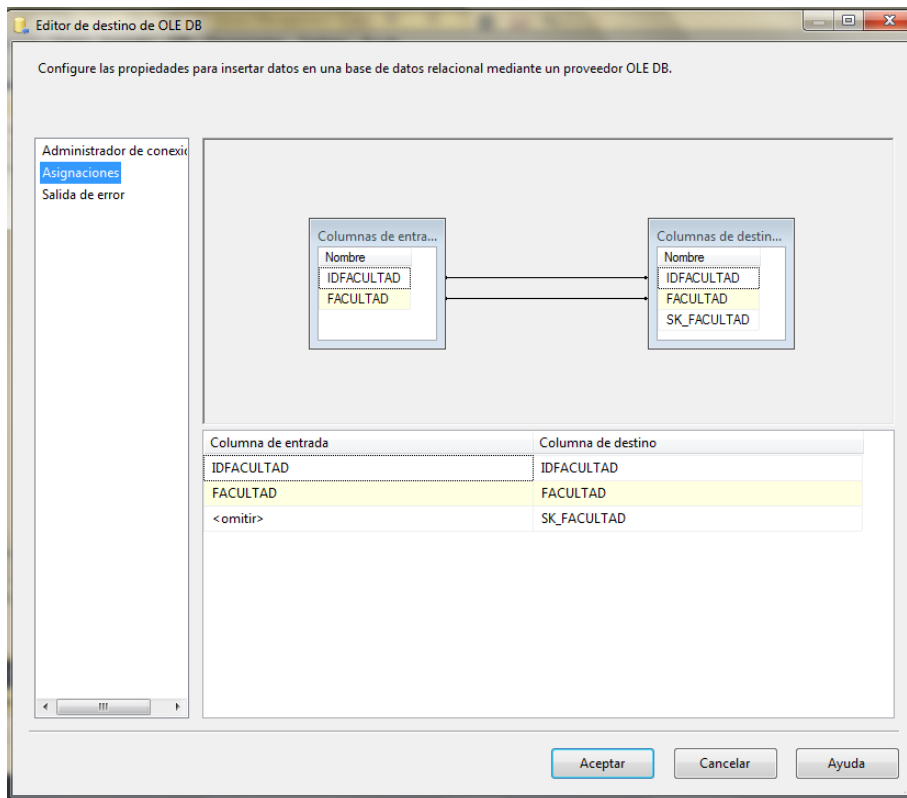 Editor de destino de OLE DB
Configure las propiedades para insertar datos en una base de datos relacional mediante un proveedor OLE DB.
Administrador de conexi
Asignaciones
Salida de error
Columnas de entra...
Nombre
IDFACULTAD
FACULTAD
Columnas de destin...
Nombre
IDFACULTAD
FACULTAD
SK_FACULTAD
Columna de entrada Columna de destino
IDFACULTAD IDFACULTAD
FACULTAD FACULTAD
<omitir> SK_FACULTAD
Aceptar Cancelar Ayuda